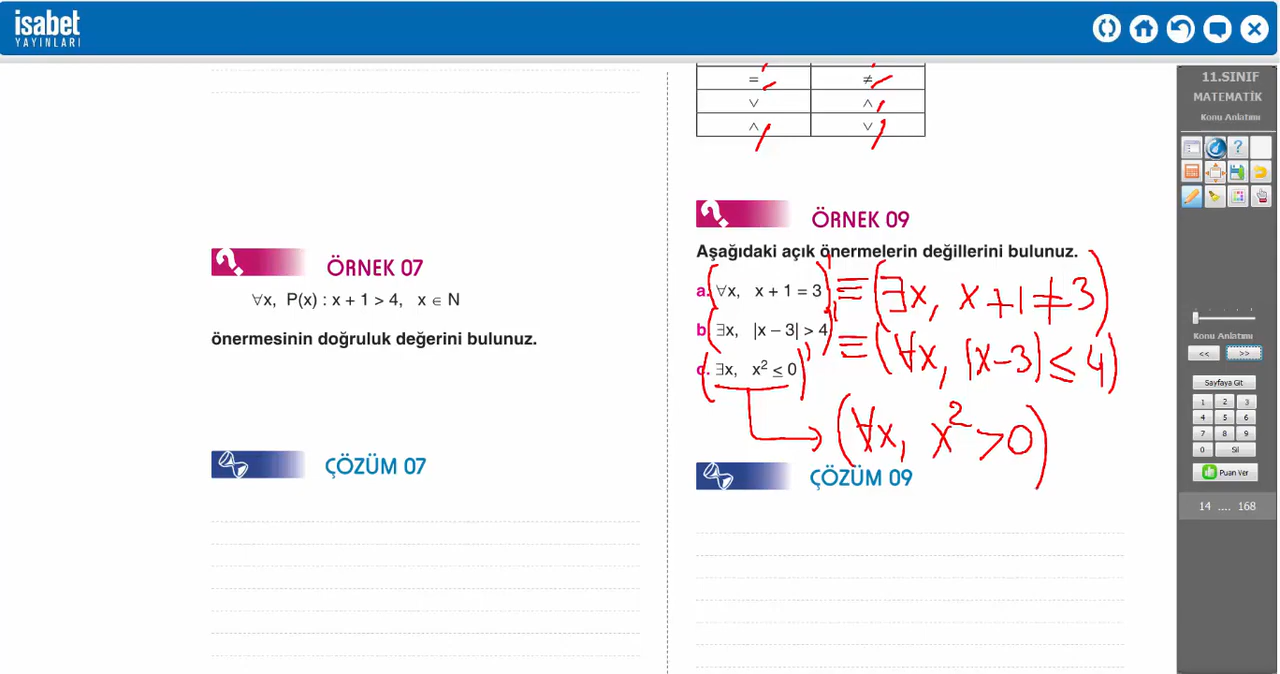 isabet
YAYINLARI
ÖRNEK 07
∀x, P(x) : x + 1 > 4, x ∈ N
önermesinin doğruluk değerini bulunuz.
ÇÖZÜM 07
= ≠
∨ ∧
∧ ∨
ÖRNEK 09
Aşağıdaki açık önermelerin değillerini bulunuz.
a. (∀x, x + 1 = 3)' ≡ (∃x, x + 1 ≠ 3)
b. (∃x, |x – 3| > 4)' ≡ (∀x, |x – 3| ≤ 4)
c. (∃x, x² ≤ 0)'
(∀x, x² > 0)
ÇÖZÜM 09
11.SINIF
MATEMATİK
Konu Anlatımı
?
Konu Anlatımı
<< >>
Sayfaya Git
1 2 3
4 5 6
7 8 9
0 Sil
Puan Ver
14 .... 168